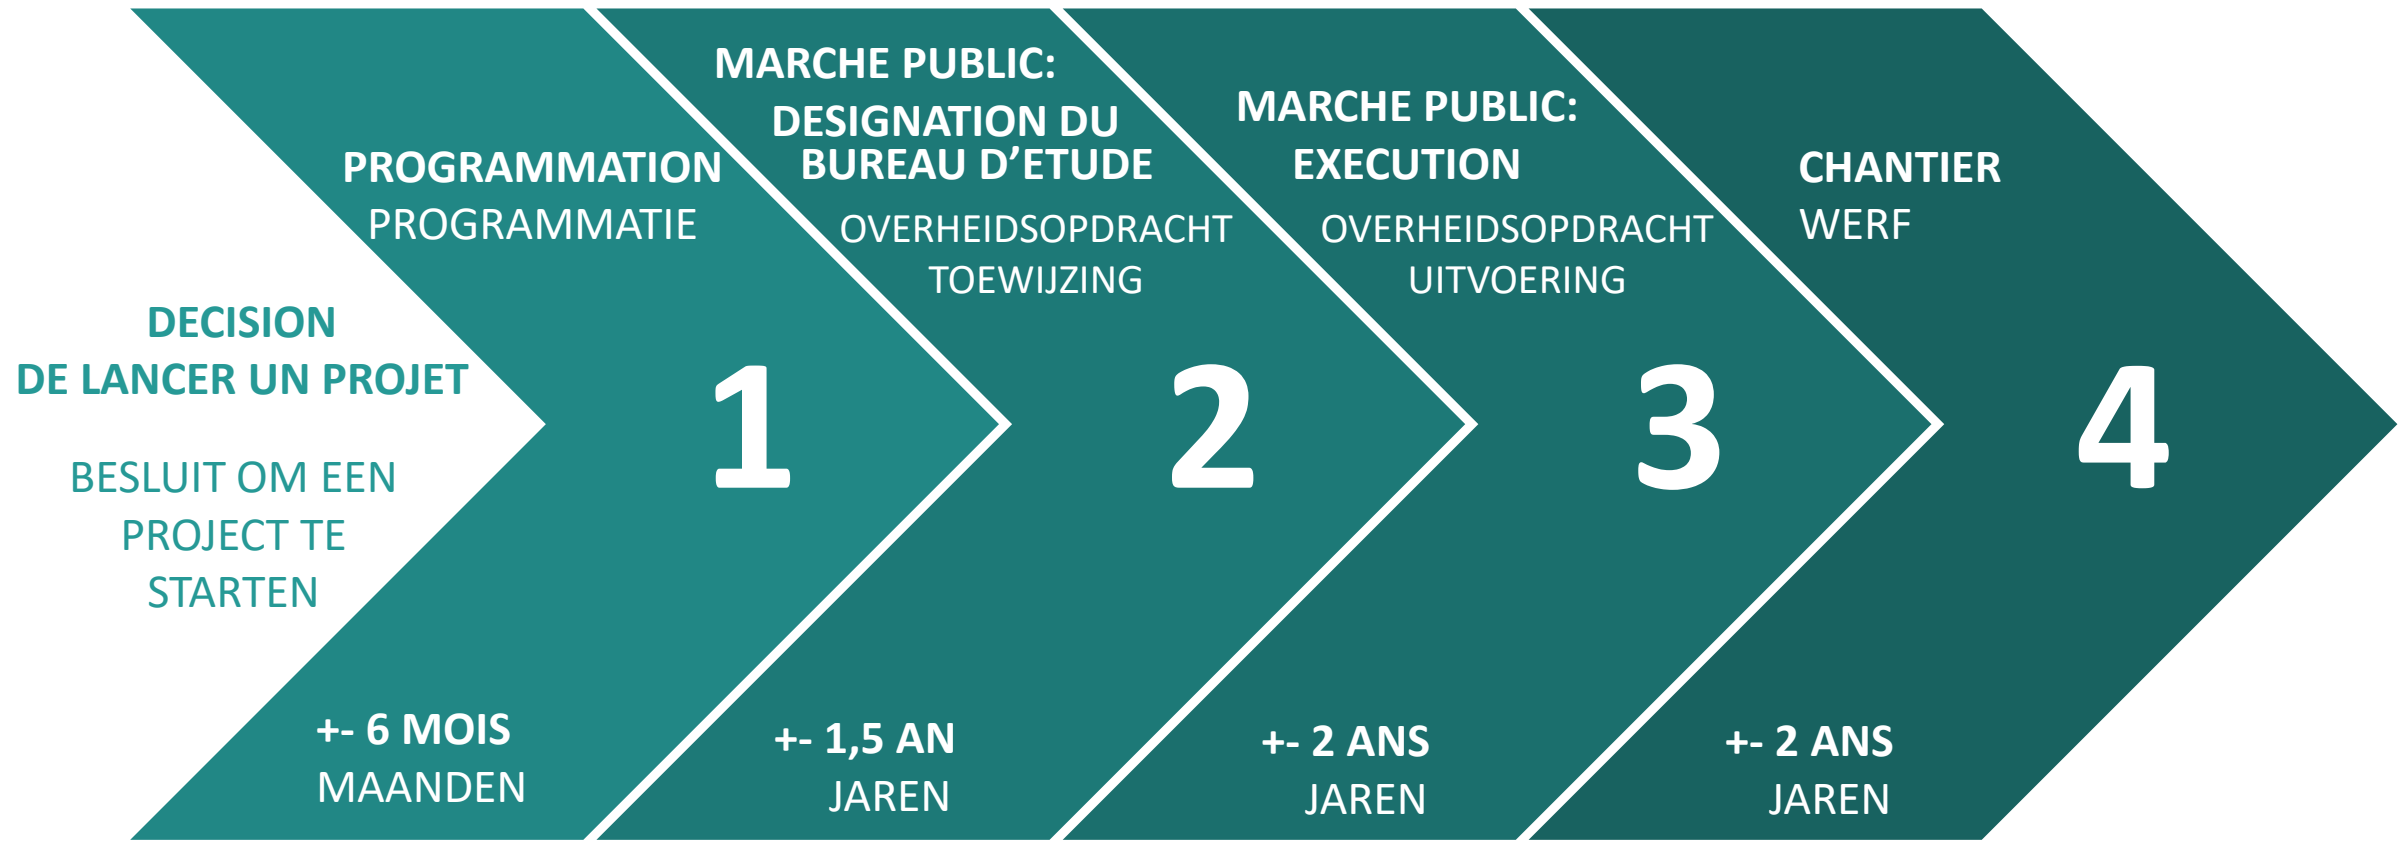 DECISION
DE LANCER UN PROJET
BESLUIT OM EEN
PROJECT TE
STARTEN
PROGRAMMATION
PROGRAMMATIE
1
+- 6 MOIS
MAANDEN
MARCHE PUBLIC:
DESIGNATION DU
BUREAU D’ETUDE
OVERHEIDSOPDRACHT
TOEWIJZING
2
+- 1,5 AN
JAREN
MARCHE PUBLIC:
EXECUTION
OVERHEIDSOPDRACHT
UITVOERING
3
+- 2 ANS
JAREN
CHANTIER
WERF
4
+- 2 ANS
JAREN